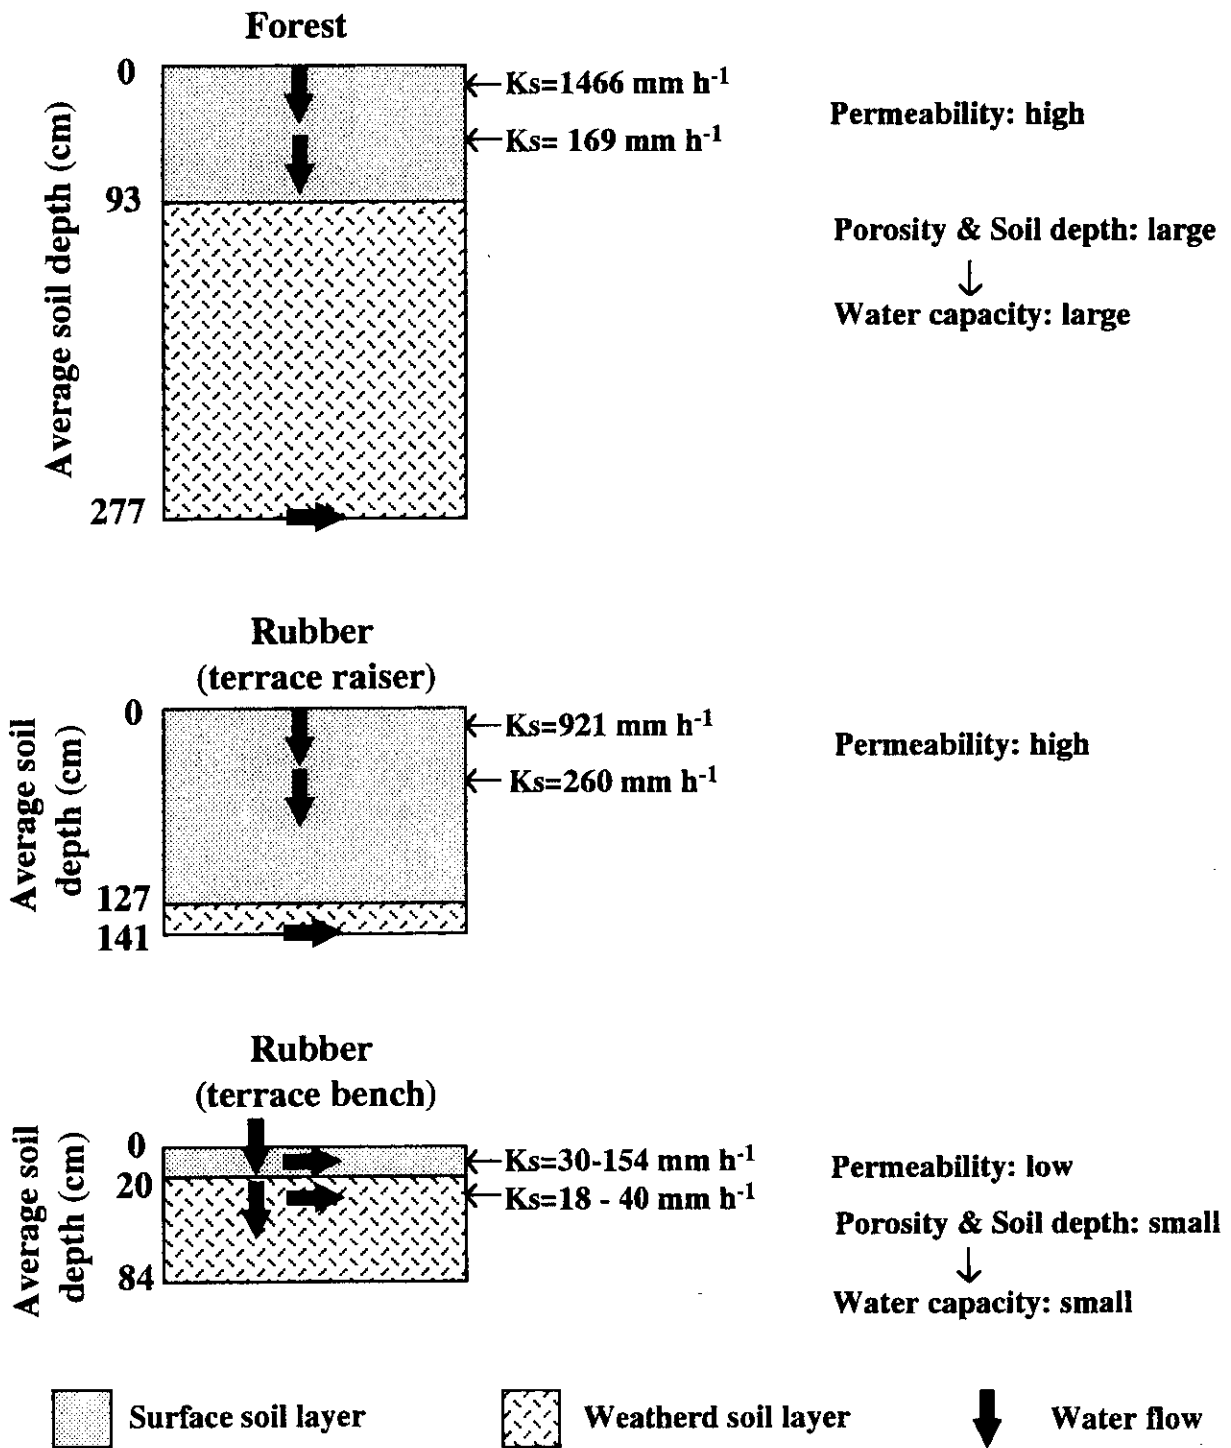 Forest
0
Ks=1466 mm h-1
Permeability: high
Ks= 169 mm h-1
93
Porosity & Soil depth: large
Water capacity: large
Average soil depth (cm)
277
Rubber
(terrace raiser)
0
Ks=921 mm h-1
Permeability: high
Ks=260 mm h-1
Average soil
depth (cm)
127
141
Rubber
(terrace bench)
0
Ks=30-154 mm h-1
Permeability: low
20
Ks=18 - 40 mm h-1
Porosity & Soil depth: small
Average soil
depth (cm)
84
Water capacity: small
Surface soil layer
Weatherd soil layer
Water flow